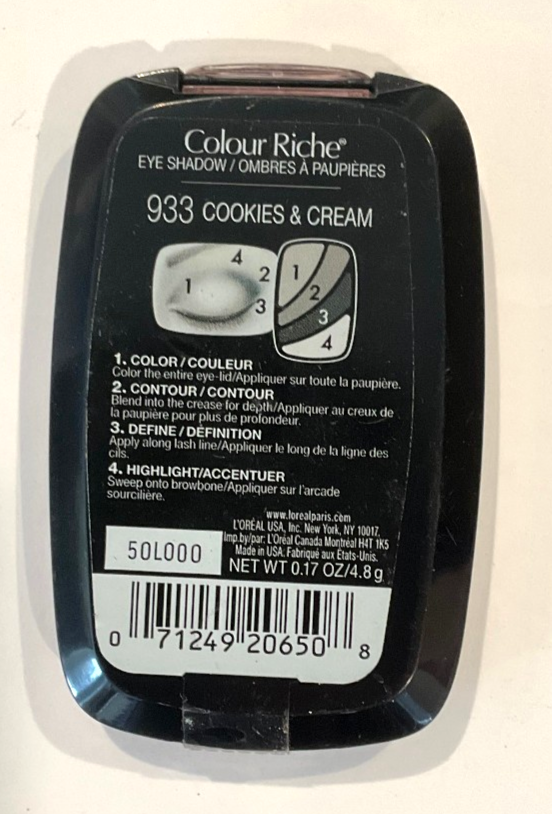 Colour Riche®
EYE SHADOW / OMBRES À PAUPIÈRES
933 COOKIES & CREAM
4
1
2
3
1
2
3
4
1. COLOR / COULEUR
Color the entire eye-lid/Appliquer sur toute la paupière.
2. CONTOUR / CONTOUR
Blend into the crease for depth/Appliquer au creux de
la paupière pour plus de profondeur.
3. DEFINE / DÉFINITION
Apply along lash line/Appliquer le long de la ligne des
cils.
4. HIGHLIGHT/ACCENTUER
Sweep onto browbone/Appliquer sur l'arcade
sourcilière.
www.lorealparis.com
L'ORÉAL USA, Inc. New York, NY 10017,
Imp.by/par: L'Oréal Canada Montréal H4T 1K5
Made in USA. Fabriqué aux États-Unis.
NET WT 0.17 OZ/4.8 g
50L000
0 71249 20650 8